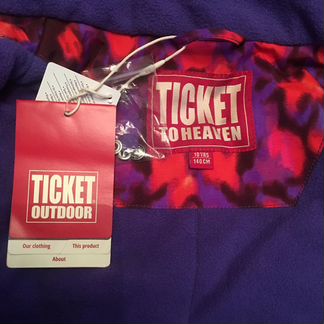 TICKET
TO HEAVEN
10 YRS
140 CM
TICKET
OUTDOOR
Our clothing
This product
About